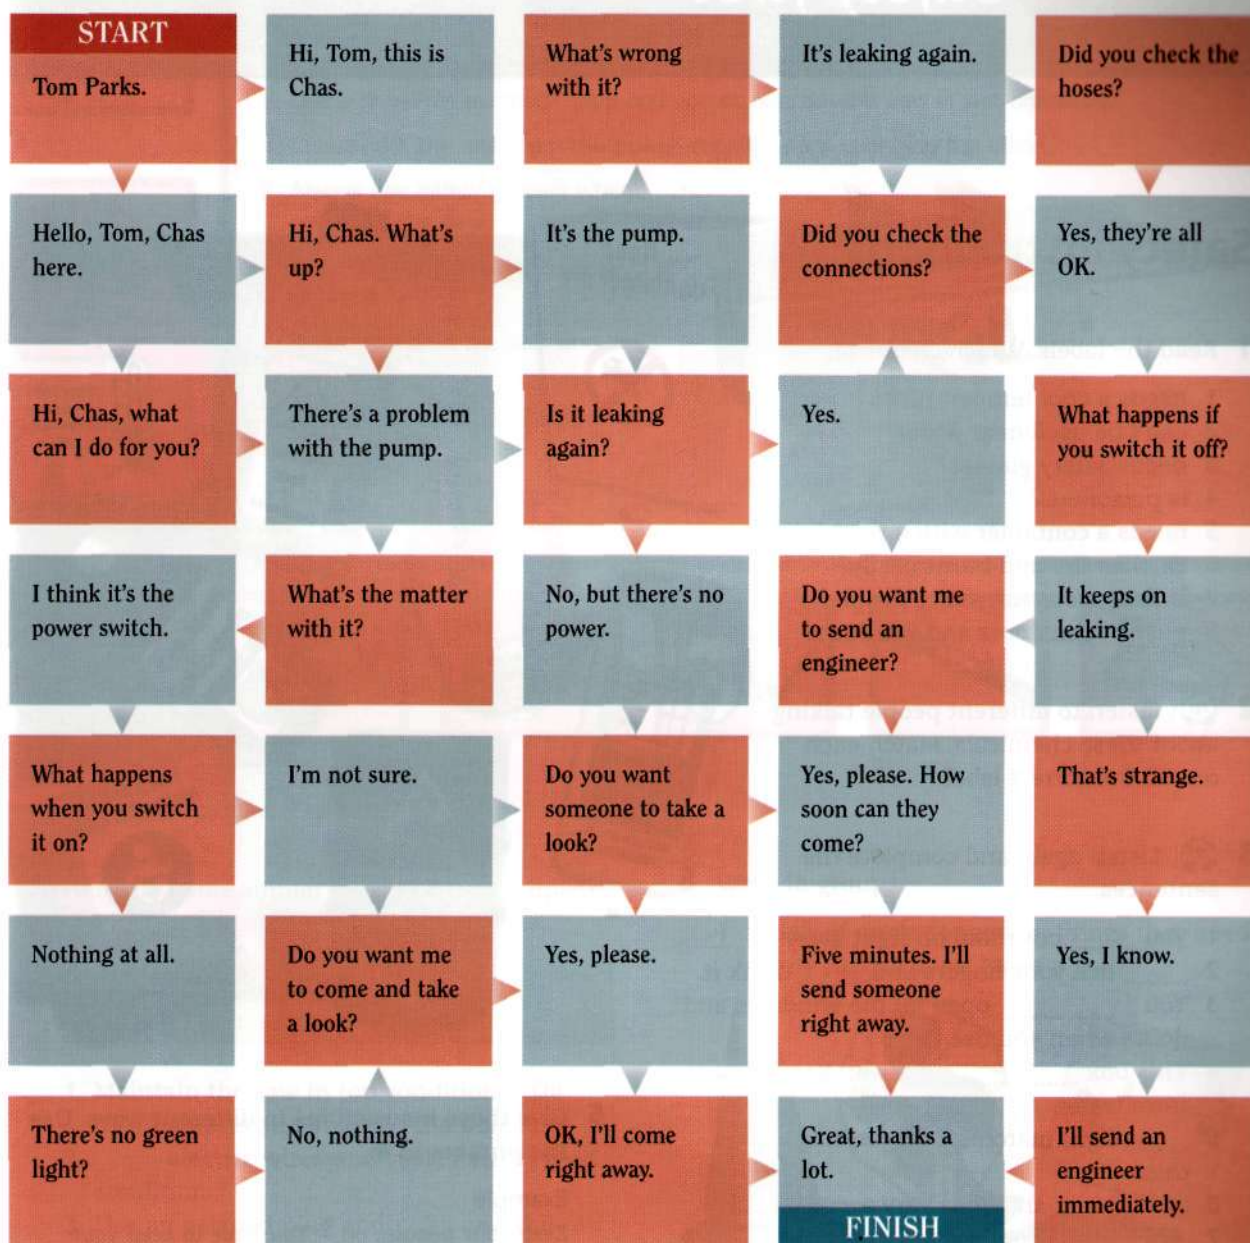 START
Tom Parks.
Hi, Tom, this is
Chas.
What's wrong
with it?
It's leaking again.
Did you check the
hoses?
Hello, Tom, Chas
here.
Hi, Chas. What's
up?
It's the pump.
Did you check the
connections?
Yes, they're all
OK.
Hi, Chas, what
can I do for you?
There's a problem
with the pump.
Is it leaking
again?
Yes.
What happens if
you switch it off?
I think it's the
power switch.
What's the matter
with it?
No, but there's no
power.
Do you want me
to send an
engineer?
It keeps on
leaking.
What happens
when you switch
it on?
I'm not sure.
Do you want
someone to take a
look?
Yes, please. How
soon can they
come?
That's strange.
Nothing at all.
Do you want me
to come and take
a look?
Yes, please.
Five minutes. I'll
send someone
right away.
Yes, I know.
There's no green
light?
No, nothing.
OK, I'll come
right away.
Great, thanks a
lot.
FINISH
I'll send an
engineer
immediately.